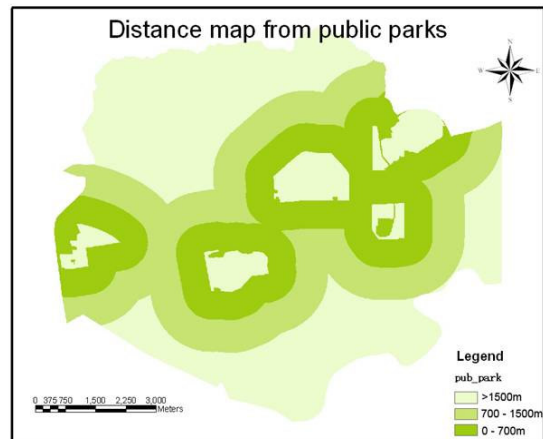 Distance map from public parks
N
W E
S
Legend
pub_park
>1500m
700 - 1500m
0 - 700m
0 375 750 1,500 2,250 3,000
Meters